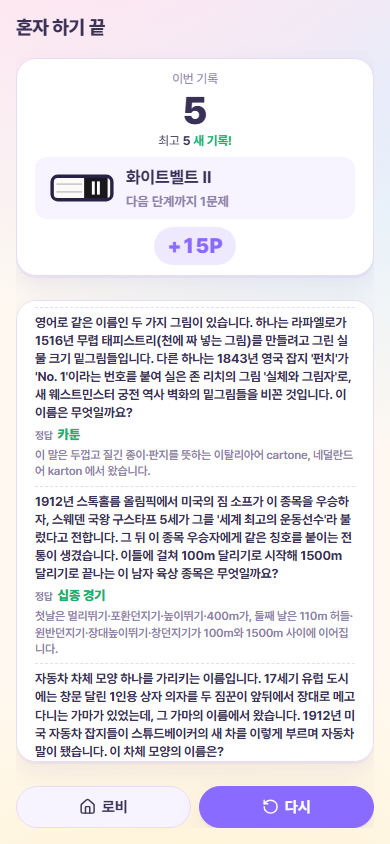 혼자 하기 끝
이번 기록
5
최고 5 새 기록!
화이트벨트 II
다음 단계까지 1문제
+15P
영어로 같은 이름인 두 가지 그림이 있습니다. 하나는 라파엘로가
1516년 무렵 태피스트리(천에 짜 넣는 그림)를 만들려고 그린 실
물 크기 밑그림들입니다. 다른 하나는 1843년 영국 잡지 '펀치'가
'No. 1'이라는 번호를 붙여 실은 존 리치의 그림 '실체와 그림자'로,
새 웨스트민스터 궁전 역사 벽화의 밑그림들을 비꼰 것입니다. 이
이름은 무엇일까요?
정답 카툰
이 말은 두껍고 질긴 종이·판지를 뜻하는 이탈리아어 cartone, 네덜란드
어 karton 에서 왔습니다.
1912년 스톡홀름 올림픽에서 미국의 짐 소프가 이 종목을 우승하
자, 스웨덴 국왕 구스타프 5세가 그를 '세계 최고의 운동선수'라 불
렀다고 전합니다. 그 뒤 이 종목 우승자에게 같은 칭호를 붙이는 전
통이 생겼습니다. 이틀에 걸쳐 100m 달리기로 시작해 1500m
달리기로 끝나는 이 남자 육상 종목은 무엇일까요?
정답 십종 경기
첫날은 멀리뛰기·포환던지기·높이뛰기·400m가, 둘째 날은 110m 허들·
원반던지기·장대높이뛰기·창던지기가 100m와 1500m 사이에 이어집
니다.
자동차 차체 모양 하나를 가리키는 이름입니다. 17세기 유럽 도시
에는 창문 달린 1인용 상자 의자를 두 짐꾼이 앞뒤에서 장대로 메고
다니는 가마가 있었는데, 그 가마의 이름에서 왔습니다. 1912년 미
국 자동차 잡지들이 스튜드베이커의 새 차를 이렇게 부르며 자동차
말이 됐습니다. 이 차체 모양의 이름은?
로비
다시